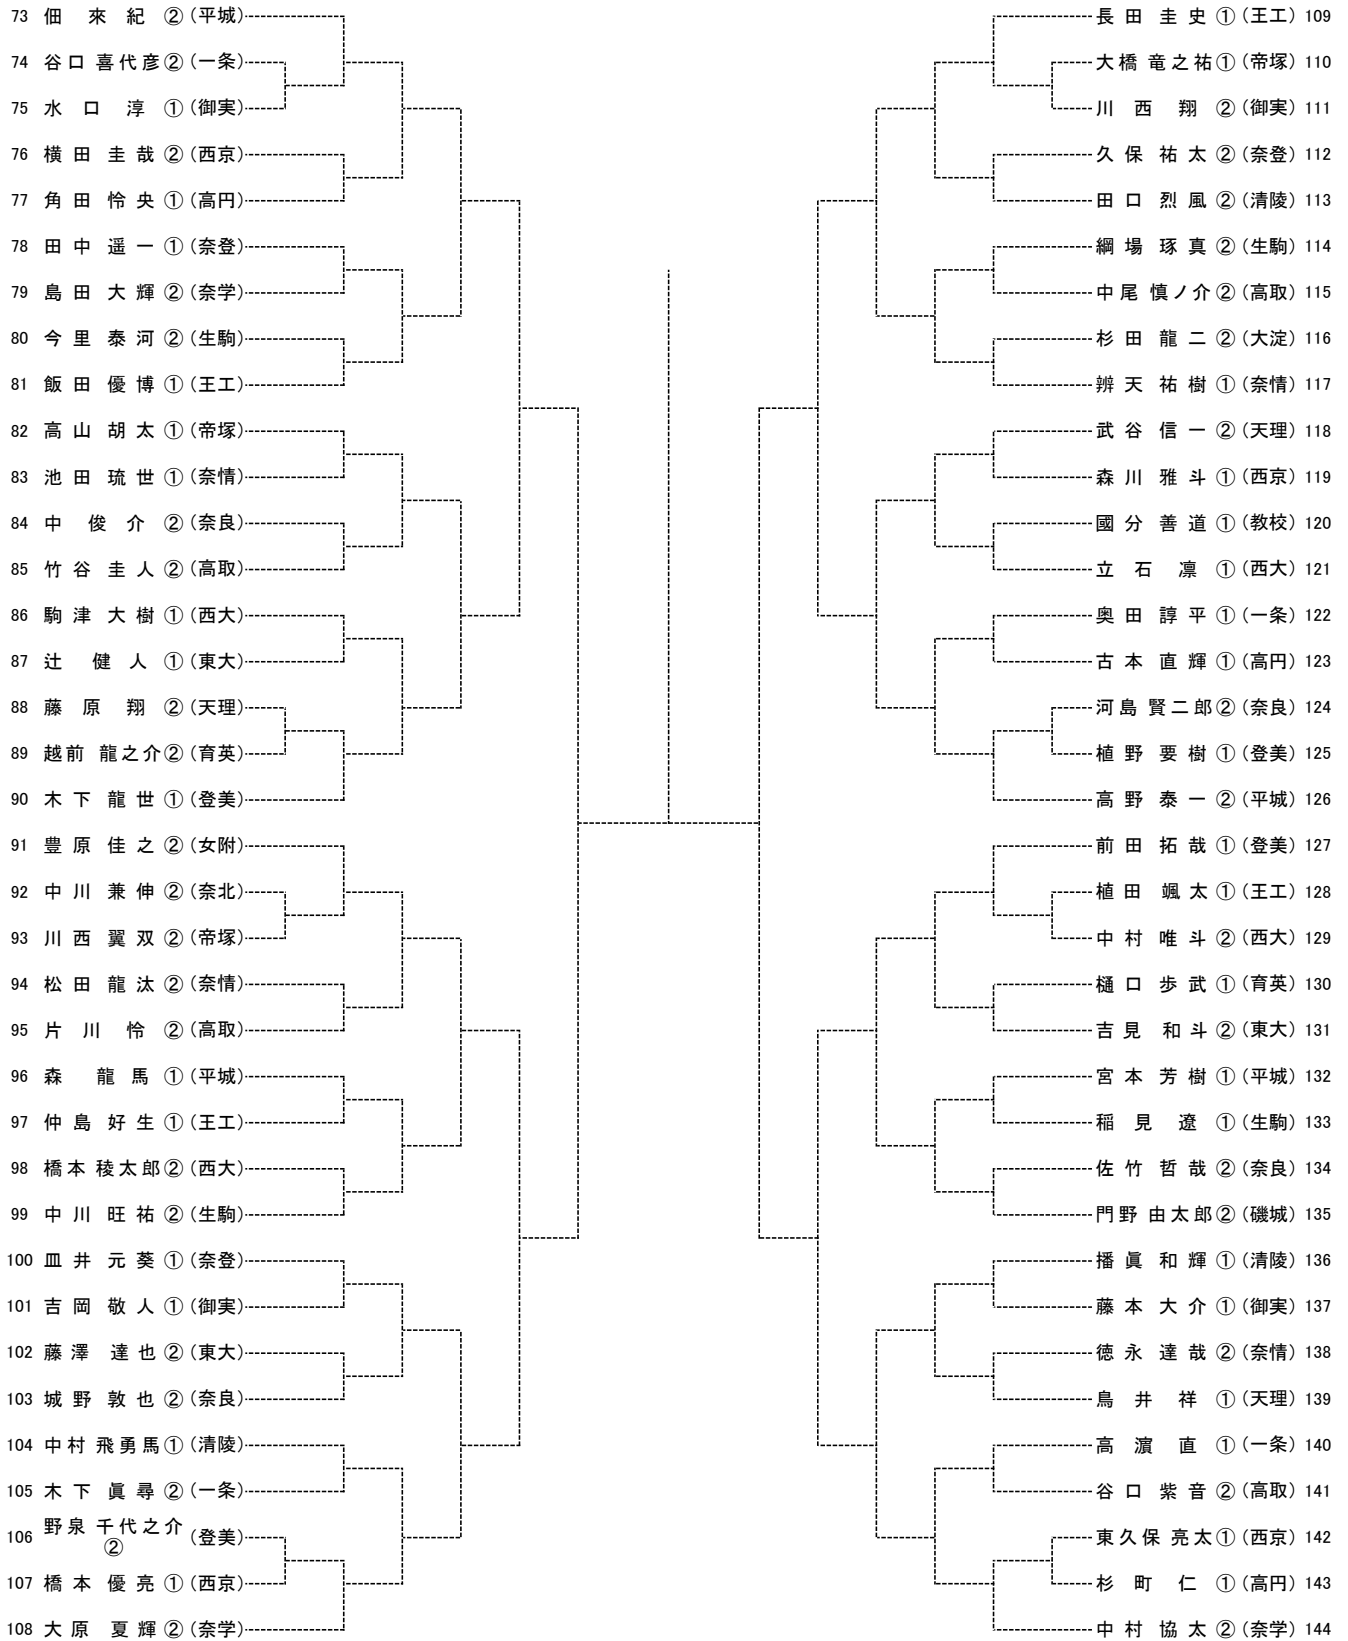 73 佃 來 紀 ② (平城)
74 谷口 喜代彦 ② (一条)
75 水口 淳 ① (御実)
76 横田 圭哉 ② (西京)
77 角田 怜央 ① (高円)
78 田中 遥一 ① (奈登)
79 島田 大輝 ② (奈学)
80 今里 泰河 ② (生駒)
81 飯田 優博 ① (王工)
82 高山 胡太 ① (帝塚)
83 池田 琉世 ① (奈情)
84 中 俊介 ② (奈良)
85 竹谷 圭人 ② (高取)
86 駒津 大樹 ① (西大)
87 辻 健人 ① (東大)
88 藤原 翔 ② (天理)
89 越前 龍之介 ② (育英)
90 木下 龍世 ① (登美)
91 豊原 佳之 ② (女附)
92 中川 兼伸 ② (奈北)
93 川西 翼双 ② (帝塚)
94 松田 龍汰 ② (奈情)
95 片川 怜 ② (高取)
96 森 龍馬 ① (平城)
97 仲島 好生 ① (王工)
98 橋本 稜太郎 ② (西大)
99 中川 旺祐 ② (生駒)
100 皿井 元葵 ① (奈登)
101 吉岡 敬人 ① (御実)
102 藤澤 達也 ② (東大)
103 城野 敦也 ② (奈良)
104 中村 飛勇馬 ① (清陵)
105 木下 眞尋 ② (一条)
106 野泉 千代之介 ② (登美)
107 橋本 優亮 ① (西京)
108 大原 夏輝 ② (奈学)
長田 圭史 ① (王工) 109
大橋 竜之祐 ① (帝塚) 110
川西 翔 ② (御実) 111
久保 祐太 ② (奈登) 112
田口 烈風 ② (清陵) 113
綱場 琢真 ② (生駒) 114
中尾 慎ノ介 ② (高取) 115
杉田 龍二 ② (大淀) 116
辨天 祐樹 ① (奈情) 117
武谷 信一 ② (天理) 118
森川 雅斗 ① (西京) 119
國分 善道 ① (教校) 120
立石 凛 ① (西大) 121
奥田 諄平 ① (一条) 122
古本 直輝 ① (高円) 123
河島 賢二郎 ② (奈良) 124
植野 要樹 ① (登美) 125
高野 泰一 ② (平城) 126
前田 拓哉 ① (登美) 127
植田 颯太 ① (王工) 128
中村 唯斗 ② (西大) 129
樋口 歩武 ① (育英) 130
吉見 和斗 ② (東大) 131
宮本 芳樹 ① (平城) 132
稲見 遼 ① (生駒) 133
佐竹 哲哉 ② (奈良) 134
門野 由太郎 ② (磯城) 135
播眞 和輝 ① (清陵) 136
藤本 大介 ① (御実) 137
徳永 達哉 ② (奈情) 138
鳥井 祥 ① (天理) 139
高濵 直 ① (一条) 140
谷口 紫音 ② (高取) 141
東久保 亮太 ① (西京) 142
杉町 仁 ① (高円) 143
中村 協太 ② (奈学) 144